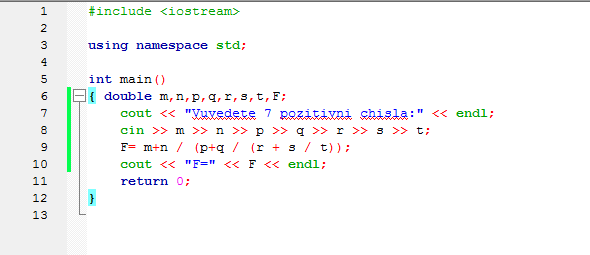 1 #include <iostream>
2
3 using namespace std;
4
5 int main()
6 { double m,n,p,q,r,s,t,F;
7 cout << "Vuvedete 7 pozitivni chisla:" << endl;
8 cin >> m >> n >> p >> q >> r >> s >> t;
9 F= m+n / (p+q / (r + s / t));
10 cout << "F=" << F << endl;
11 return 0;
12 }
13